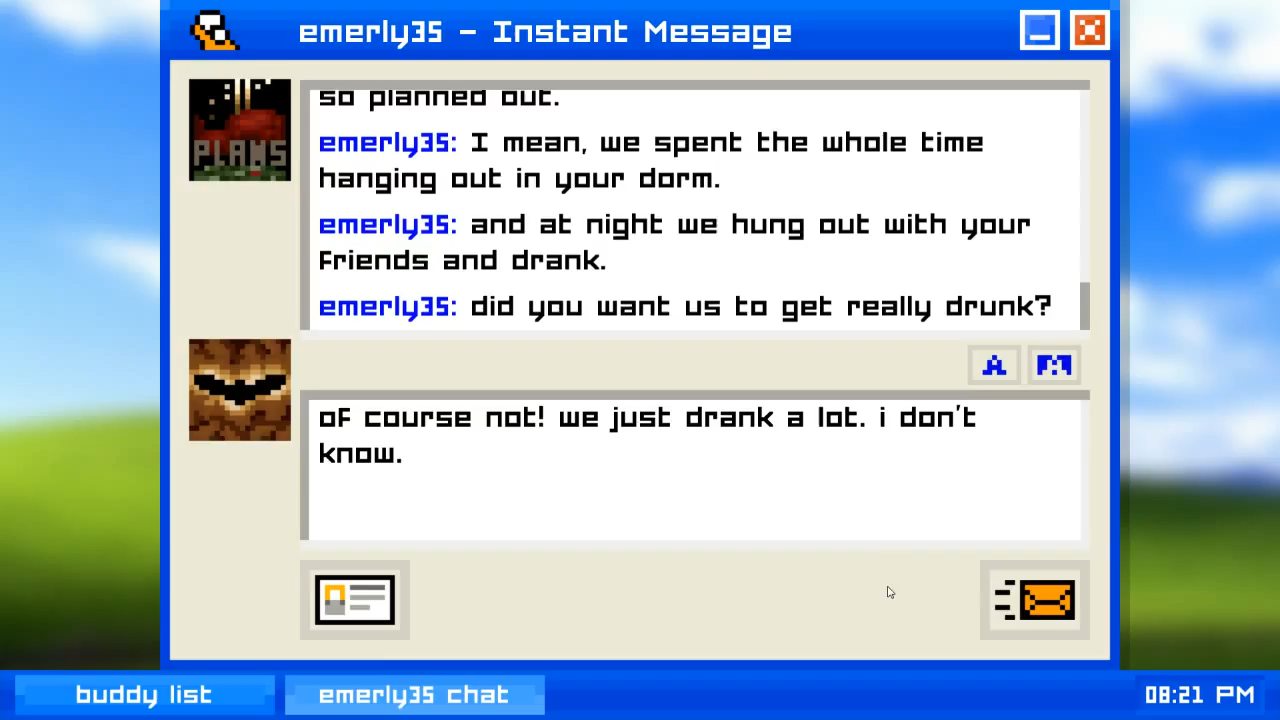 emerly35 - Instant Message
so planned out.
emerly35: I mean, we spent the whole time
hanging out in your dorm.
emerly35: and at night we hung out with your
friends and drank.
emerly35: did you want us to get really drunk?
PLANS
A
of course not! we just drank a lot. i don't
know.
buddy list
emerly35 chat
08:21 PM